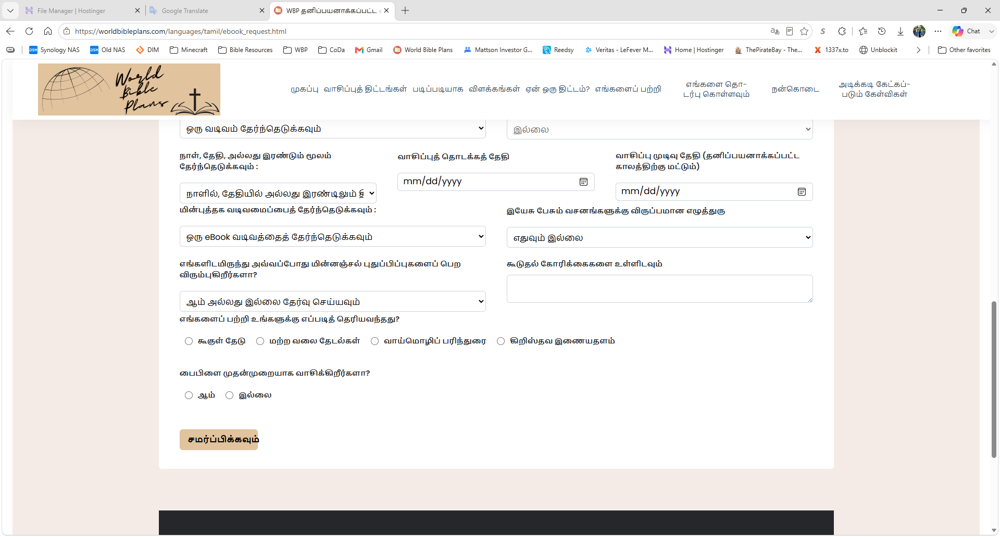 File Manager | Hostinger
Google Translate
WBP தனிப்பயனாக்கப்பட்ட
https://worldbibleplans.com/languages/tamil/ebook_request.html
Chat
Synology NAS
Old NAS
DIM
Minecraft
Bible Resources
WBP
CoDa
Gmail
World Bible Plans
Mattson Investor G...
Reedsy
Veritas - LeFever M...
Home | Hostinger
ThePirateBay - The...
1337x.to
Unblockit
Other favorites
World
Bible
Plans
முகப்பு
வாசிப்புத் திட்டங்கள்
படிப்படியாக
விளக்கங்கள்
ஏன் ஒரு திட்டம்?
எங்களைப் பற்றி
எங்களை தொ-
டர்பு கொள்ளவும்
நன்கொடை
அடிக்கடி கேட்கப்-
படும் கேள்விகள்
ஒரு வடிவம் தேர்ந்தெடுக்கவும்
இல்லை
நாள், தேதி, அல்லது இரண்டும் மூலம்
தேர்ந்தெடுக்கவும் :
வாசிப்புத் தொடக்கத் தேதி
வாசிப்பு முடிவு தேதி (தனிப்பயனாக்கப்பட்ட
காலத்திற்கு மட்டும்)
நாளில், தேதியில் அல்லது இரண்டிலும்
mm/dd/yyyy
mm/dd/yyyy
மின்புத்தக வடிவமைப்பைத் தேர்ந்தெடுக்கவும் :
இயேசு பேசும் வசனங்களுக்கு விருப்பமான எழுத்துரு
ஒரு eBook வடிவத்தைத் தேர்ந்தெடுக்கவும்
எதுவும் இல்லை
எங்களிடமிருந்து அவ்வப்போது மின்னஞ்சல் புதுப்பிப்புகளைப் பெற
விரும்புகிறீர்களா?
கூடுதல் கோரிக்கைகளை உள்ளிடவும்
ஆம் அல்லது இல்லை தேர்வு செய்யவும்
எங்களைப் பற்றி உங்களுக்கு எப்படித் தெரியவந்தது?
கூகுள் தேடு
மற்ற வலை தேடல்கள்
வாய்மொழிப் பரிந்துரை
கிறிஸ்தவ இணையதளம்
பைபிளை முதன்முறையாக வாசிக்கிறீர்களா?
ஆம்
இல்லை
சமர்ப்பிக்கவும்